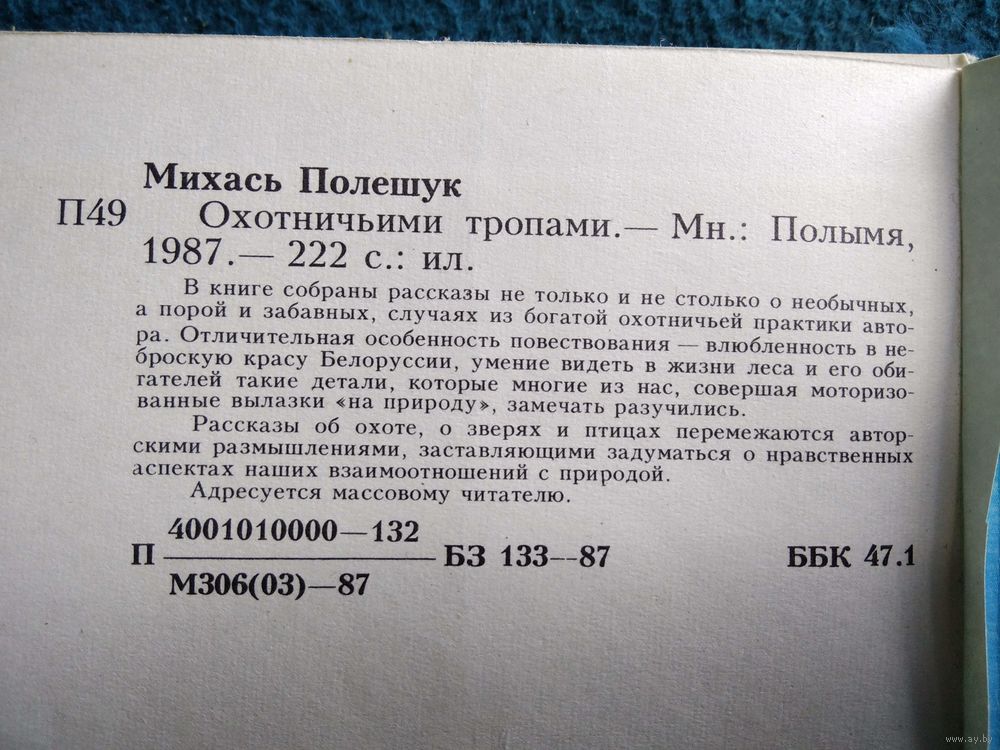 Михась Полешук
П49 Охотничьими тропами.— Мн.: Полымя,
1987.— 222 с.: ил.
В книге собраны рассказы не только и не столько о необычных,
а порой и забавных, случаях из богатой охотничьей практики авто-
ра. Отличительная особенность повествования — влюбленность в не-
броскую красу Белоруссии, умение видеть в жизни леса и его оби-
тателей такие детали, которые многие из нас, совершая моторизо-
ванные вылазки «на природу», замечать разучились.
Рассказы об охоте, о зверях и птицах перемежаются автор-
скими размышлениями, заставляющими задуматься о нравственных
аспектах наших взаимоотношений с природой.
Адресуется массовому читателю.
4001010000—132
П БЗ 133—87 ББК 47.1
М306(03)—87
www.ay.by